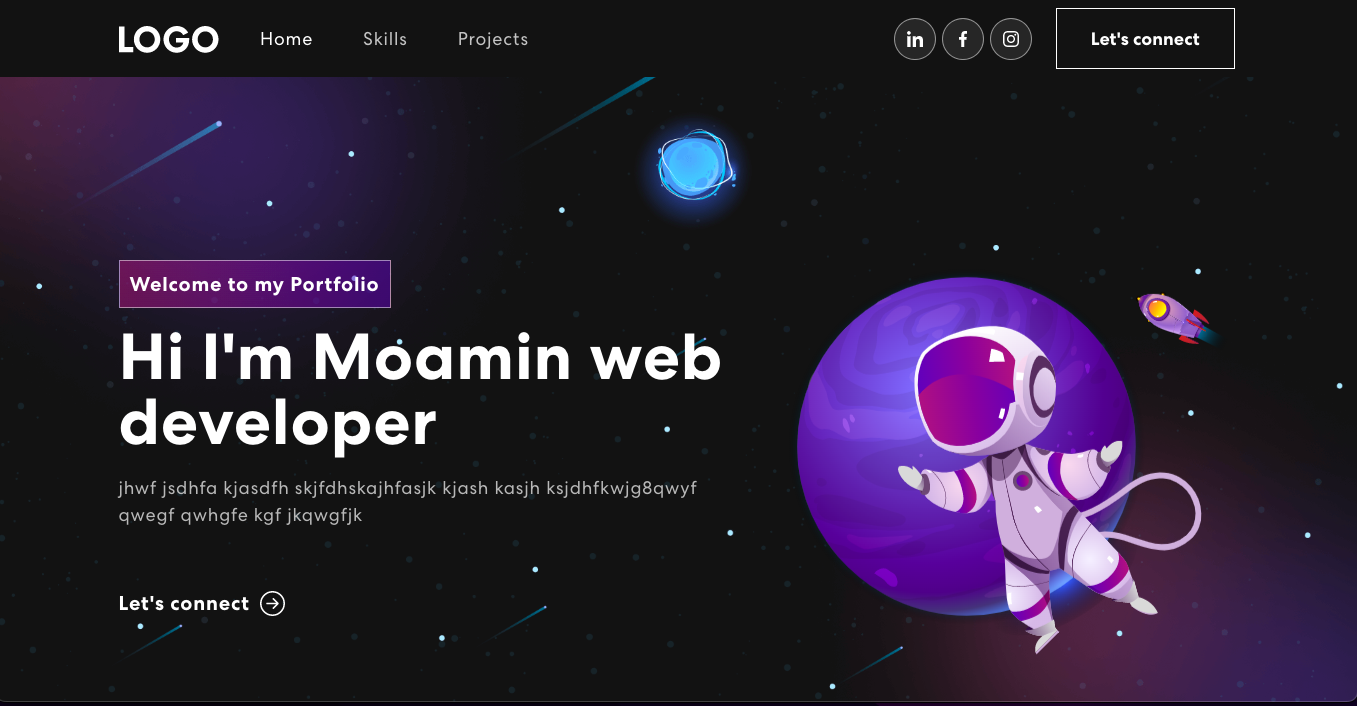 LOGO
Home
Skills
Projects
in
f
Let's connect
Welcome to my Portfolio
Hi I'm Moamin web
developer
jhwf jsdhfa kjasdfh skjfdhskajhfasjk kjash kasjh ksjdhfkwjg8qwyf
qwegf qwhgfe kgf jkqwgfjk
Let's connect